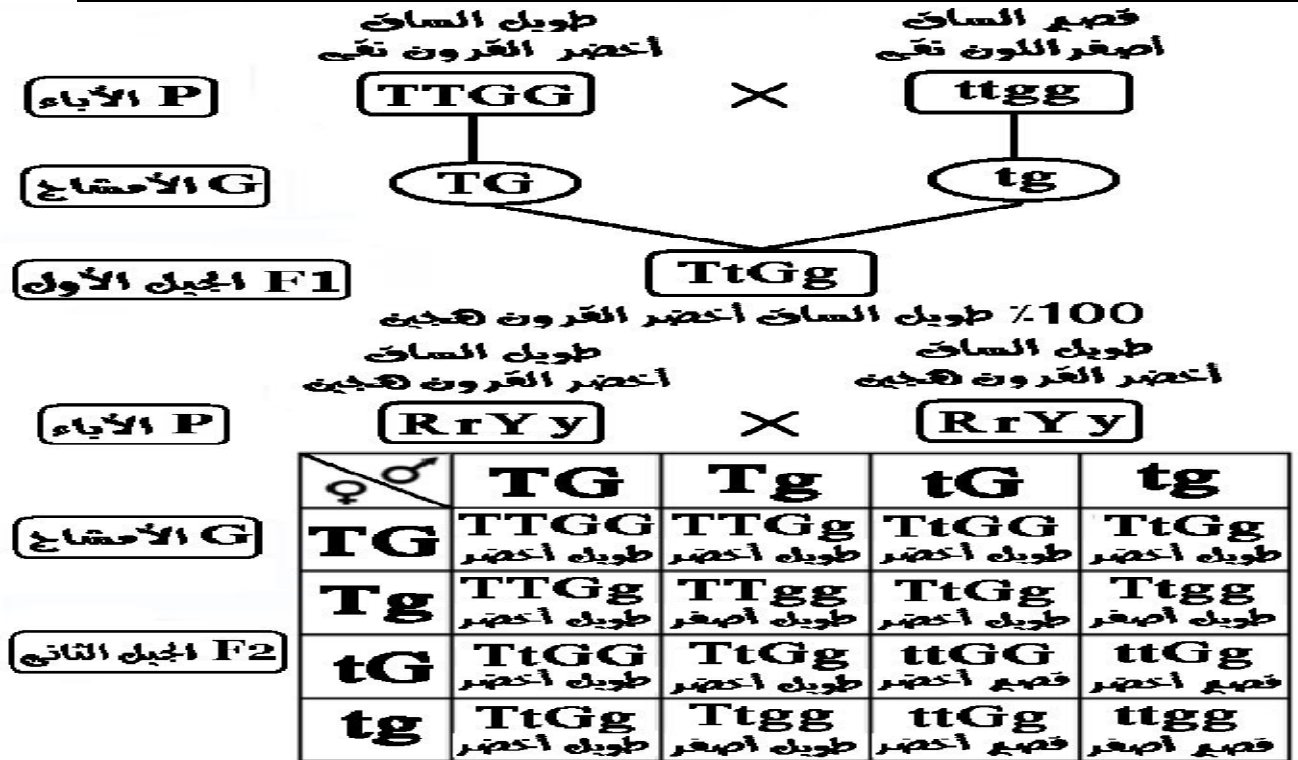 طويل الساق
قصير الساق
أخضر القرون نقي
أصفر اللون نقي
P الأباء
TTGG
×
ttgg
G الأمشاج
TG
tg
F1 الجيل الأول
TtGg
100٪ طويل الساق أخضر القرون هجين
طويل الساق
طويل الساق
أخضر القرون هجين
أخضر القرون هجين
P الأباء
RrYy
×
RrYy
♀ ♂ TG Tg tG tg
G الأمشاج
TG TTGG TTGg TtGG TtGg
طويل أخضر طويل أخضر طويل أخضر طويل أخضر
Tg TTGg TTgg TtGg Ttgg
طويل أخضر طويل أصفر طويل أخضر طويل أصفر
F2 الجيل الثاني
tG TtGG TtGg ttGG ttGg
طويل أخضر طويل أخضر قصير أخضر قصير أخضر
tg TtGg Ttgg ttGg ttgg
طويل أخضر طويل أصفر قصير أخضر قصير أصفر